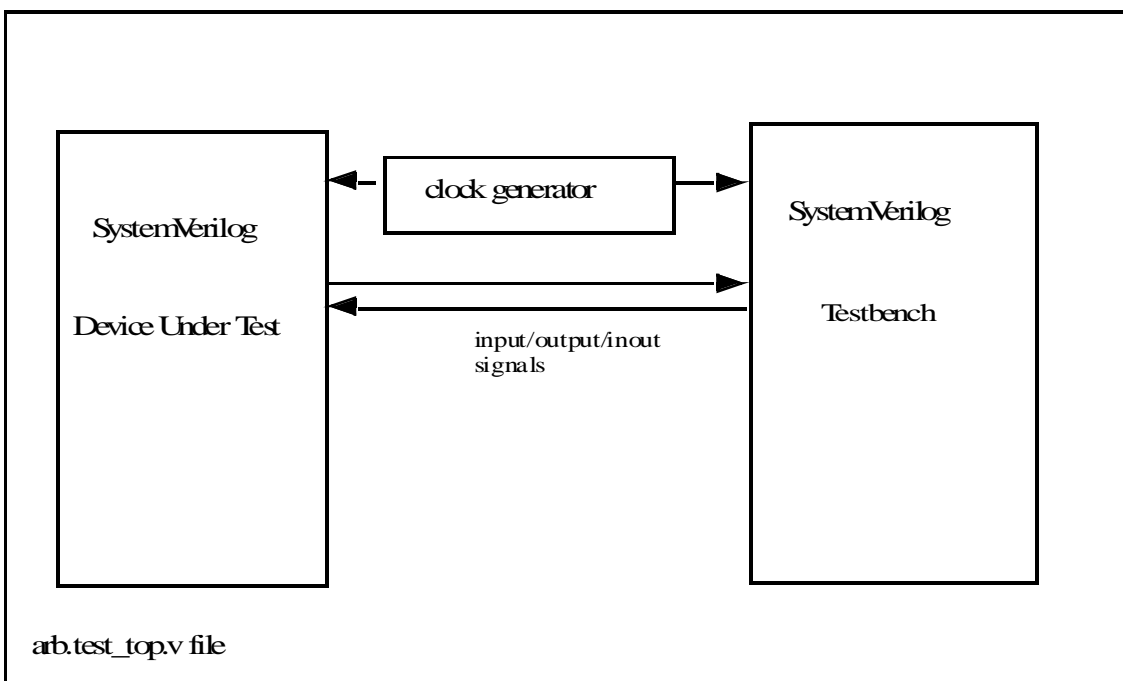 clock generator
SystemVerilog
Device Under Test
SystemVerilog
Testbench
input/output/inout
signals
arb.test_top.v file